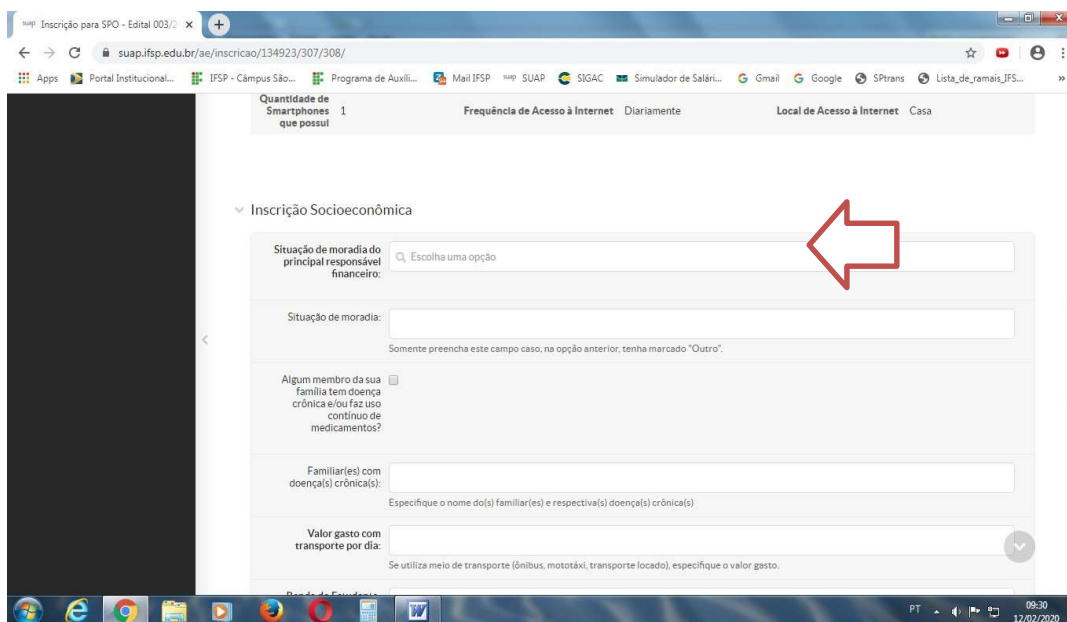 suap Inscrição para SPO - Edital 003/2
suap.ifsp.edu.br/ae/inscricao/134923/307/308/
Apps Portal Institucional... IFSP - Câmpus São... Programa de Auxíli... Mail IFSP suap SUAP SIGAC Simulador de Salári... G Gmail G Google SPtrans Lista_de_ramais_IFS... »
Quantidade de
Smartphones 1 Frequência de Acesso à Internet Diariamente Local de Acesso à Internet Casa
que possui
Inscrição Socioeconômica
Situação de moradia do
principal responsável Escolha uma opção
financeiro:
Situação de moradia:
Somente preencha este campo caso, na opção anterior, tenha marcado "Outro".
Algum membro da sua
família tem doença
crônica e/ou faz uso
contínuo de
medicamentos?
Familiar(es) com
doença(s) crônica(s):
Especifique o nome do(s) familiar(es) e respectiva(s) doença(s) crônica(s)
Valor gasto com
transporte por dia:
Se utiliza meio de transporte (ônibus, mototáxi, transporte locado), especifique o valor gasto.
PT 09:30
12/02/2020